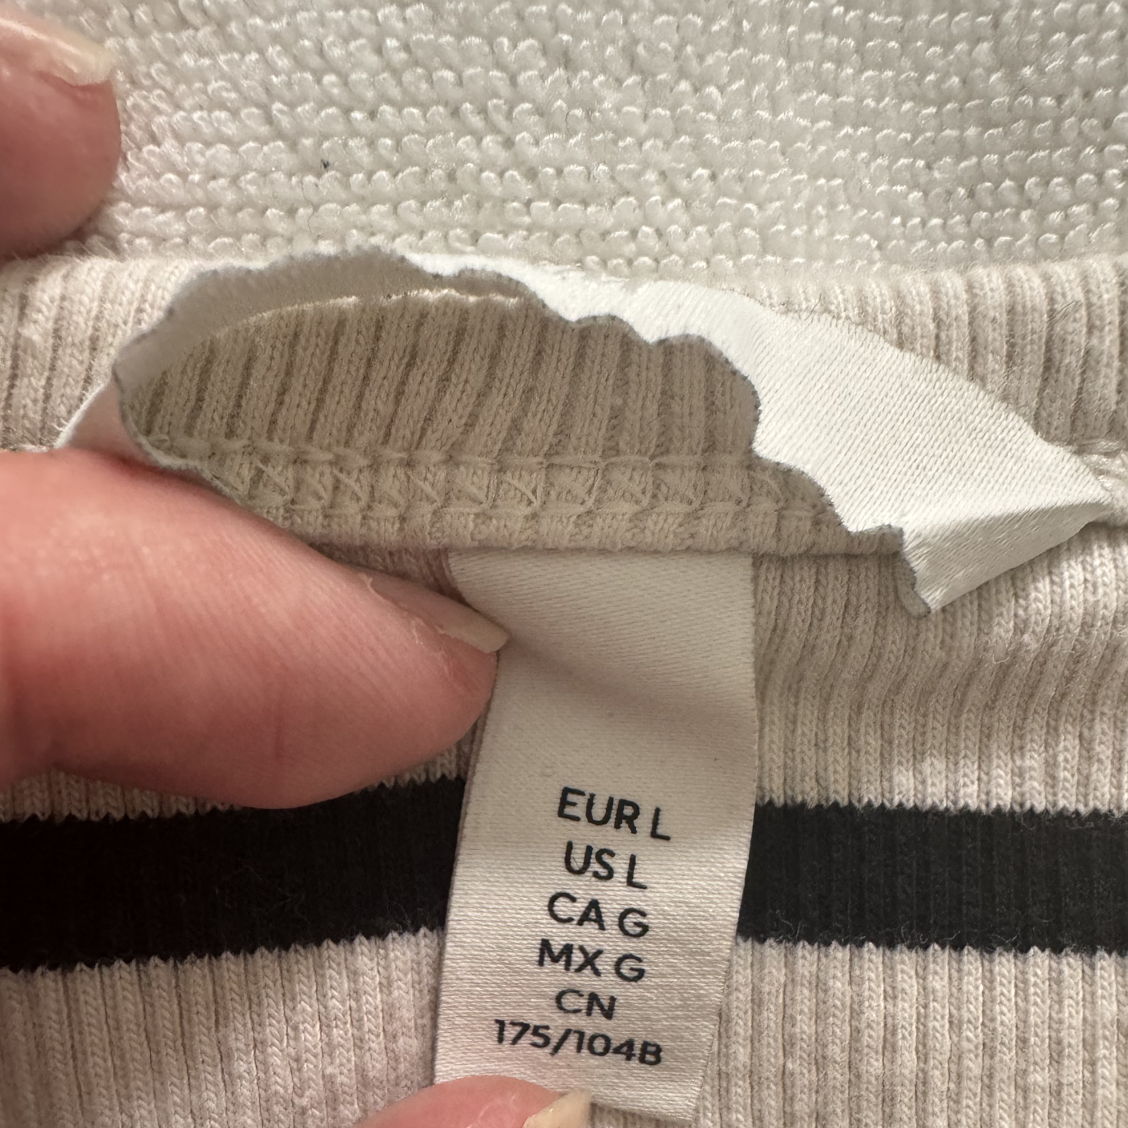 EUR L
US L
CA G
MX G
CN
175/104B